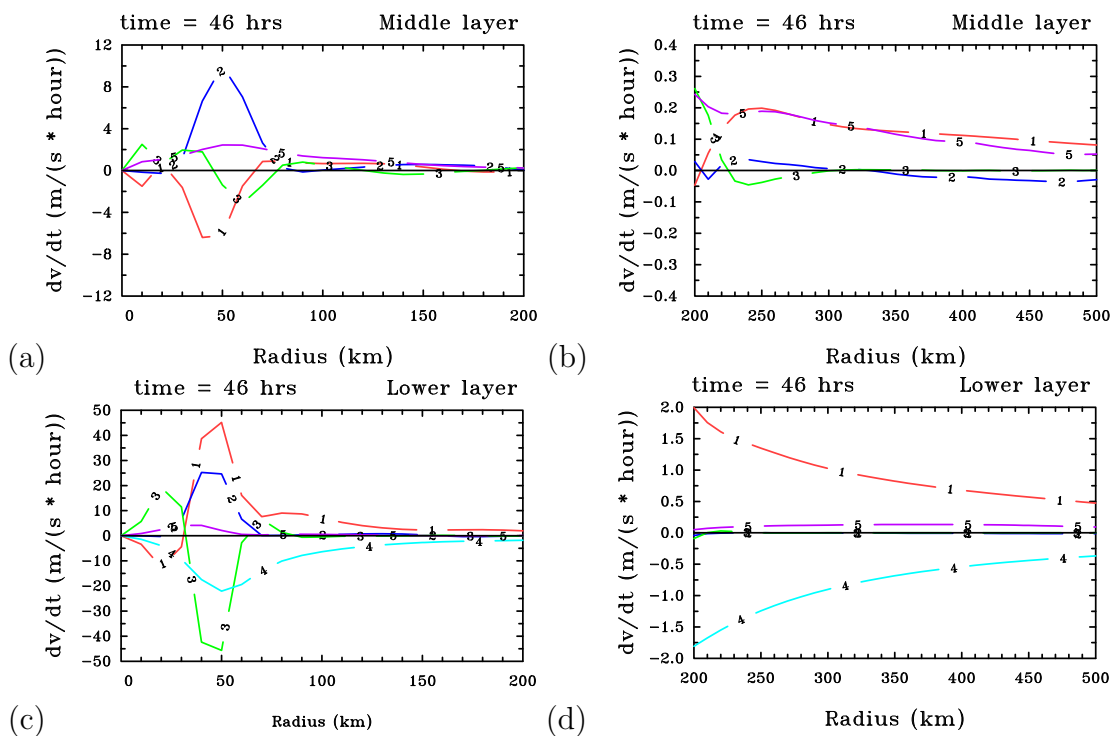 time = 46 hrs Middle layer
dv/dt (m/(s * hour))
12
8
4
0
−4
−8
−12
0 50 100 150 200
Radius (km)
(a)
time = 46 hrs Middle layer
dv/dt (m/(s * hour))
0.4
0.3
0.2
0.1
0.0
−0.1
−0.2
−0.3
−0.4
200 250 300 350 400 450 500
Radius (km)
(b)
time = 46 hrs Lower layer
dv/dt (m/(s * hour))
50
40
30
20
10
0
−10
−20
−30
−40
−50
0 50 100 150 200
Radius (km)
(c)
time = 46 hrs Lower layer
dv/dt (m/(s * hour))
2.0
1.5
1.0
0.5
0.0
−0.5
−1.0
−1.5
−2.0
200 250 300 350 400 450 500
Radius (km)
(d)